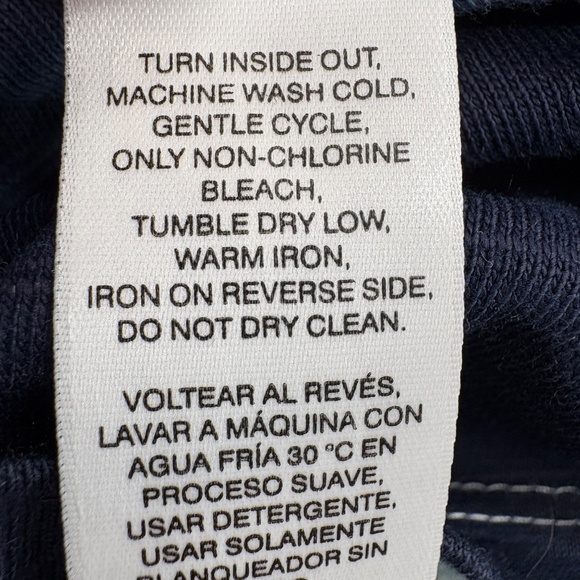 TURN INSIDE OUT,
MACHINE WASH COLD,
GENTLE CYCLE,
ONLY NON-CHLORINE
BLEACH,
TUMBLE DRY LOW,
WARM IRON,
IRON ON REVERSE SIDE,
DO NOT DRY CLEAN.
VOLTEAR AL REVÉS,
LAVAR A MÁQUINA CON
AGUA FRÍA 30 °C EN
PROCESO SUAVE,
USAR DETERGENTE,
USAR SOLAMENTE
BLANQUEADOR SIN